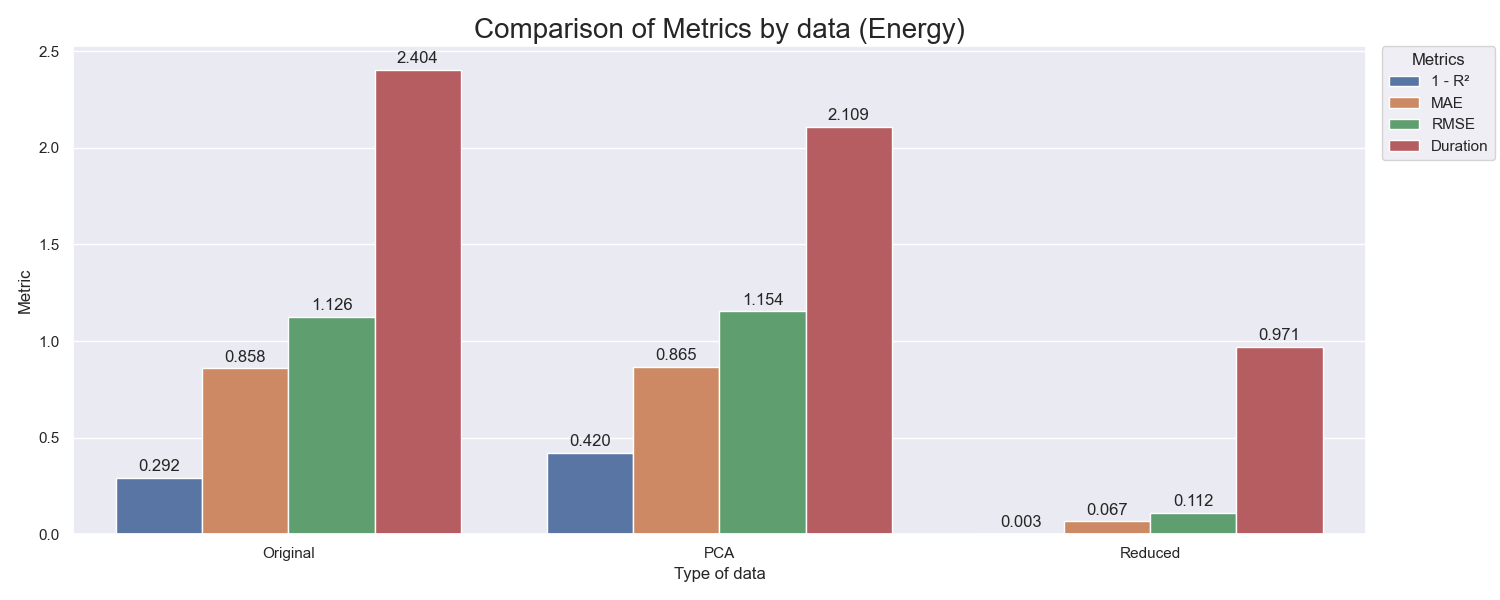 Comparison of Metrics by data (Energy)
Metrics
1 - R²
MAE
RMSE
Duration
Metric
2.5
2.0
1.5
1.0
0.5
0.0
0.292
0.858
1.126
2.404
0.420
0.865
1.154
2.109
0.003
0.067
0.112
0.971
Original
PCA
Reduced
Type of data